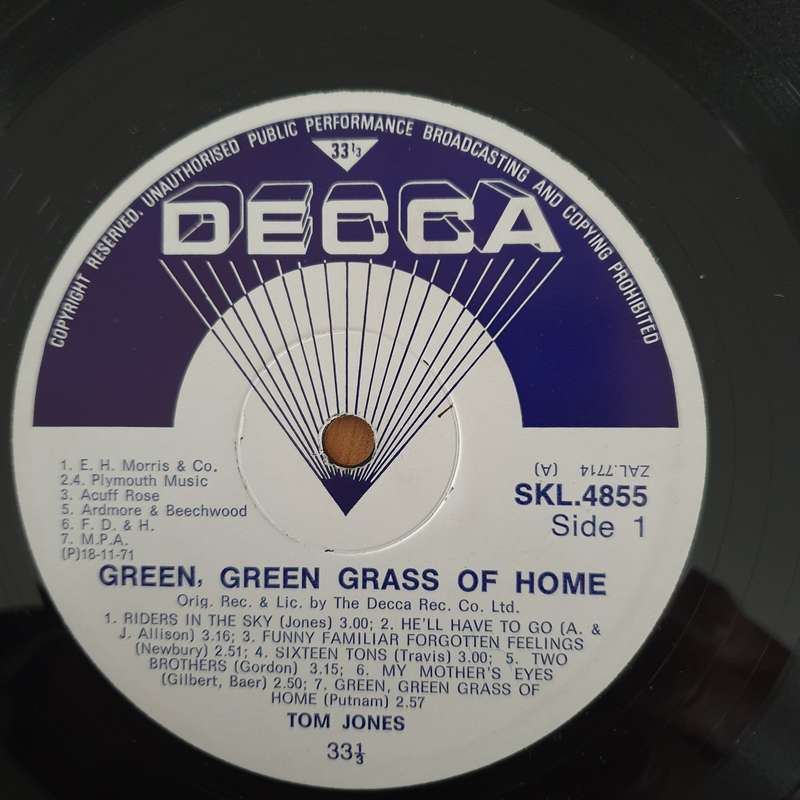 COPYRIGHT RESERVED. UNAUTHORISED PUBLIC PERFORMANCE BROADCASTING AND COPYING PROHIBITED
33 1/3
DECCA
1. E. H. Morris & Co.
2.4. Plymouth Music
3. Acuff Rose
5. Ardmore & Beechwood
6. F. D. & H.
7. M.P.A.
(P)18-11-71
ZAL.7714 (A)
SKL.4855
Side 1
GREEN, GREEN GRASS OF HOME
Orig. Rec. & Lic. by The Decca Rec. Co. Ltd.
1. RIDERS IN THE SKY (Jones) 3.00; 2. HE'LL HAVE TO GO (A. &
J. Allison) 3.16; 3. FUNNY FAMILIAR FORGOTTEN FEELINGS
(Newbury) 2.51; 4. SIXTEEN TONS (Travis) 3.00; 5. TWO
BROTHERS (Gordon) 3.15; 6. MY MOTHER'S EYES
(Gilbert, Baer) 2.50; 7. GREEN, GREEN GRASS OF
HOME (Putnam) 2.57
TOM JONES
33⅓